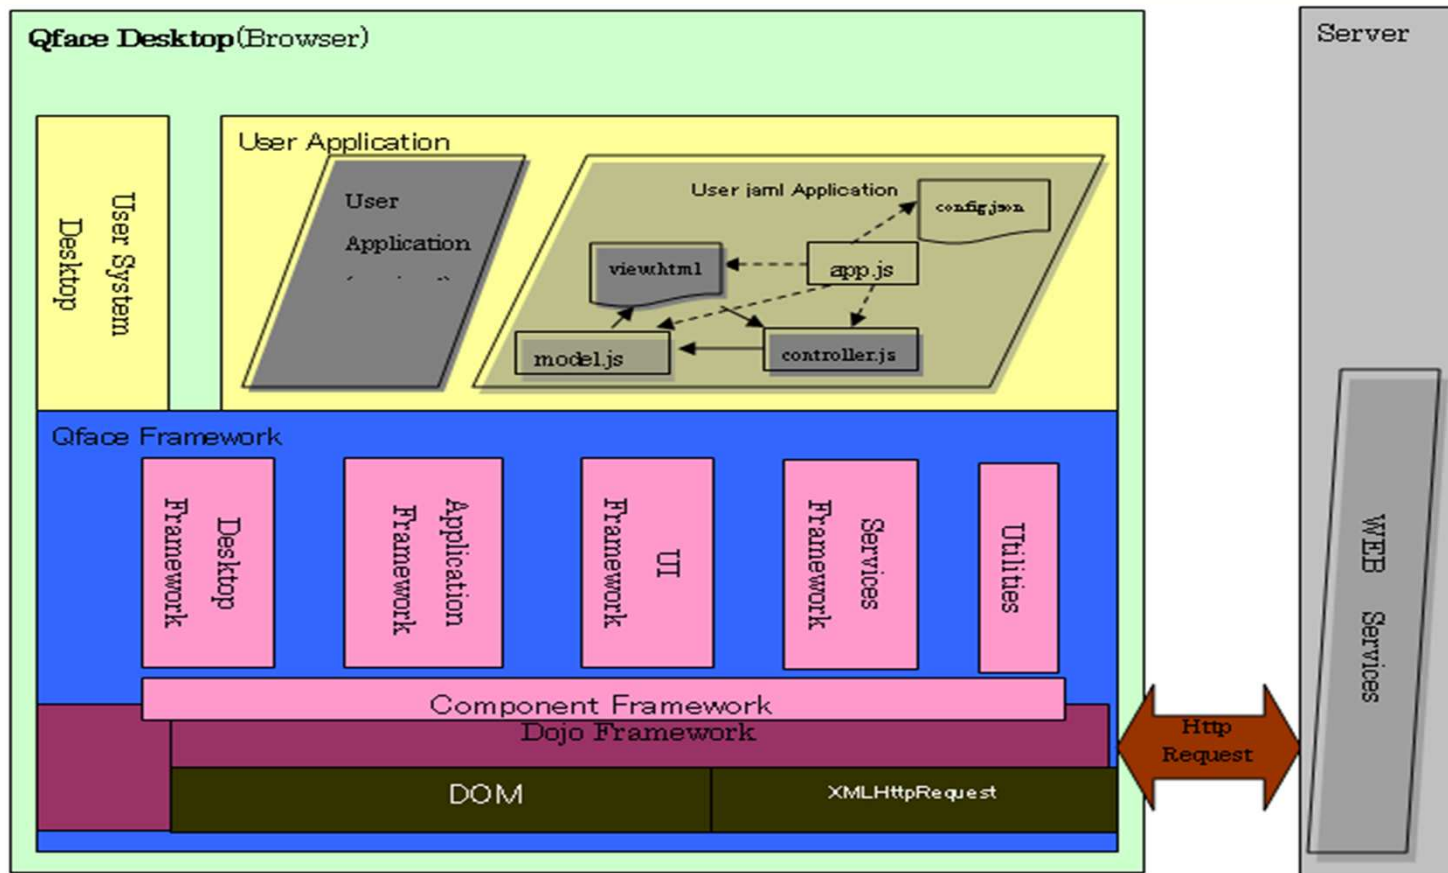 Qface Desktop(Browser)
Server
User System
Desktop
User Application
User
Application
User jaml Application
config.json
view.html
app.js
model.js
controller.js
Qface Framework
Desktop
Framework
Application
Framework
UI
Framework
Services
Framework
Utilities
Component Framework
Dojo Framework
DOM
XMLHttpRequest
Http
Request
WEB Services